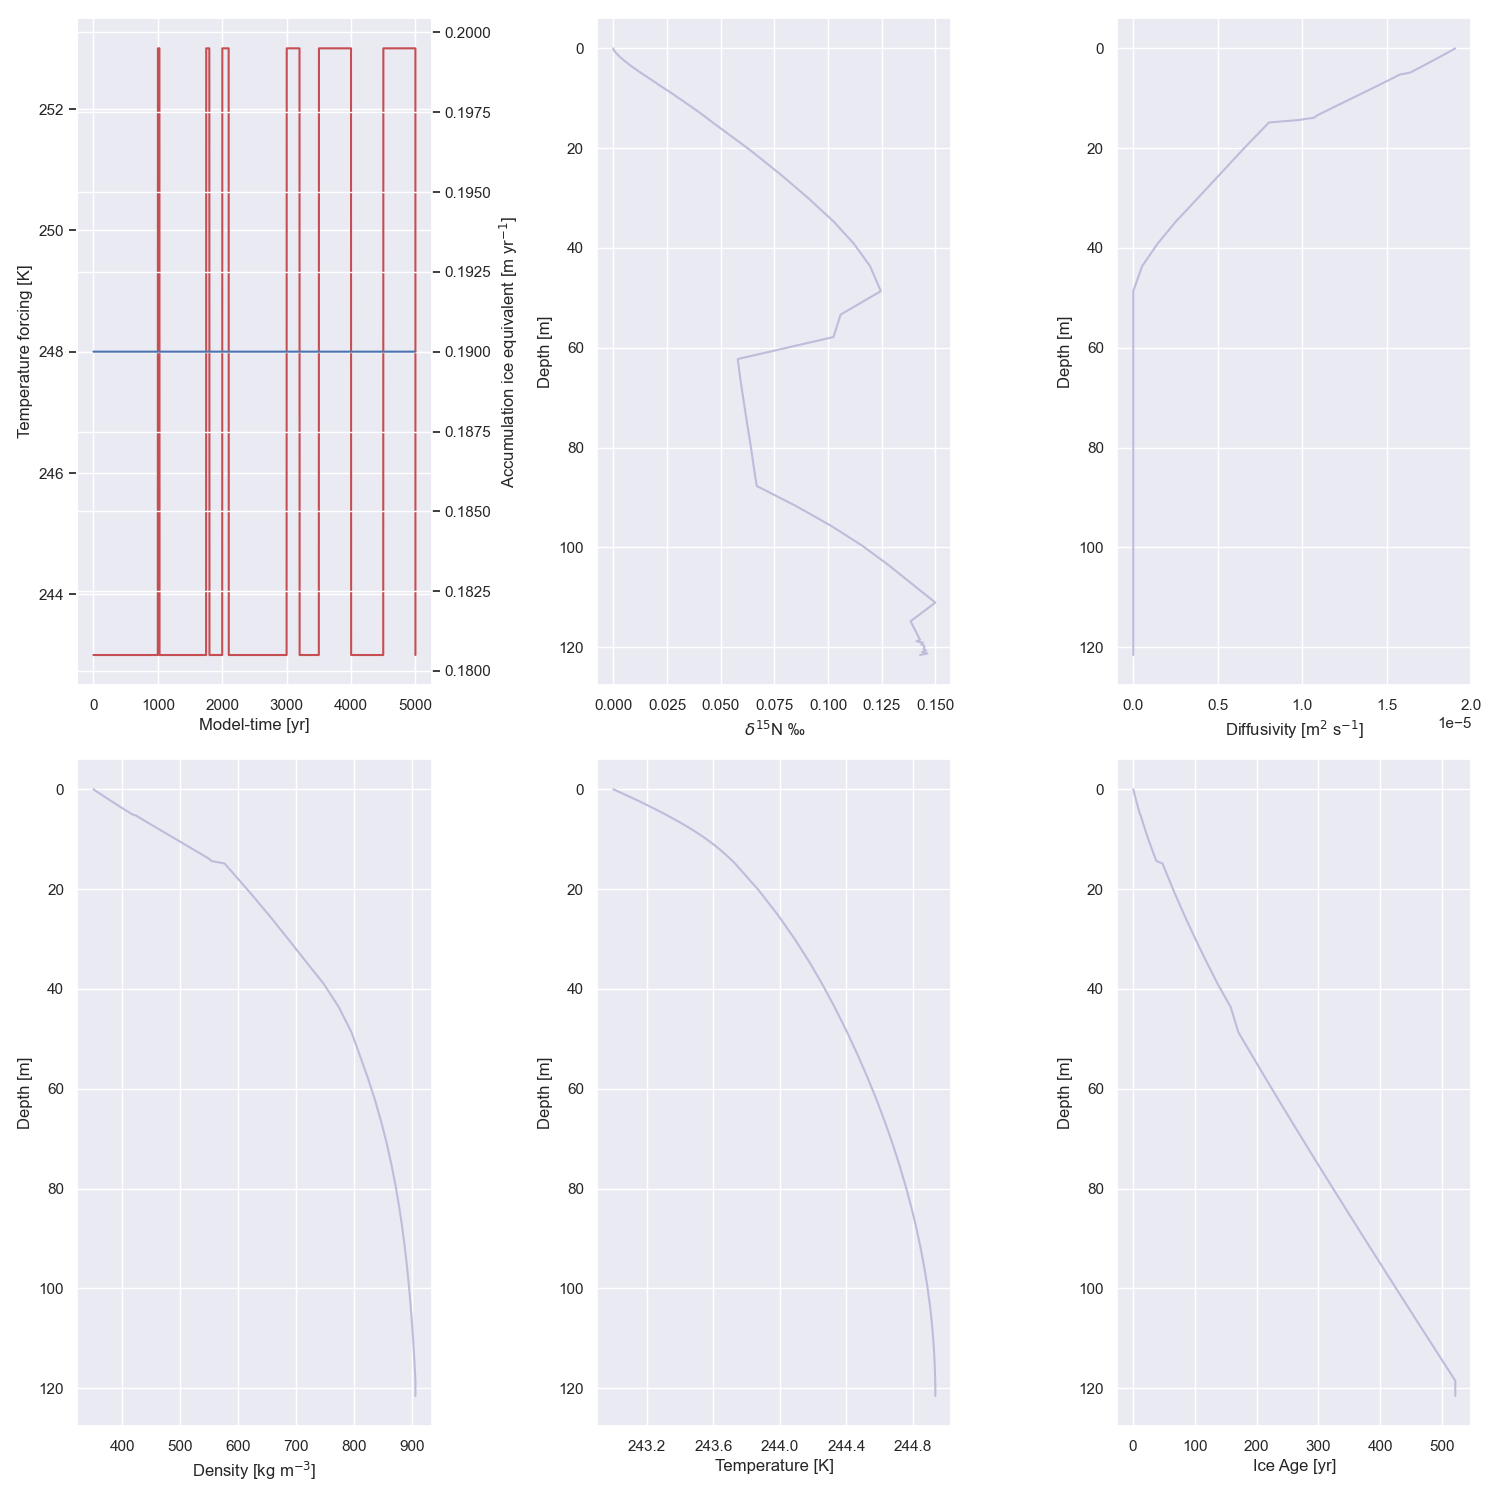 Temperature forcing [K]
252
250
248
246
244
0.2000
0.1975
0.1950
0.1925
0.1900
0.1875
0.1850
0.1825
0.1800
Accumulation ice equivalent [m yr⁻¹]
0 1000 2000 3000 4000 5000
Model-time [yr]
Depth [m]
0
20
40
60
80
100
120
0.000 0.025 0.050 0.075 0.100 0.125 0.150
δ¹⁵N ‰
Depth [m]
0
20
40
60
80
100
120
0.0 0.5 1.0 1.5 2.0
1e−5
Diffusivity [m² s⁻¹]
Depth [m]
0
20
40
60
80
100
120
400 500 600 700 800 900
Density [kg m⁻³]
Depth [m]
0
20
40
60
80
100
120
243.2 243.6 244.0 244.4 244.8
Temperature [K]
Depth [m]
0
20
40
60
80
100
120
0 100 200 300 400 500
Ice Age [yr]